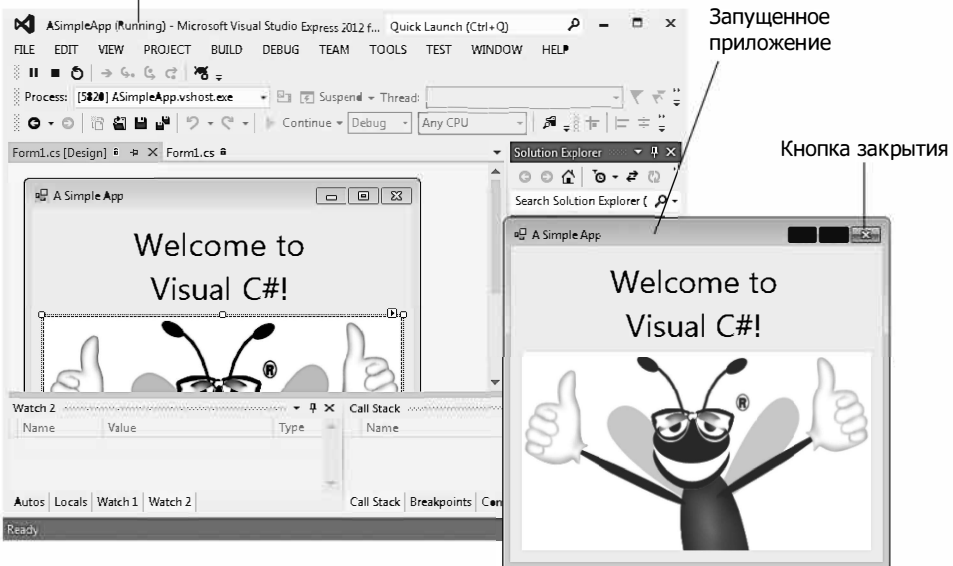 ASimpleApp (Running) - Microsoft Visual Studio Express 2012 f... Quick Launch (Ctrl+Q)
FILE EDIT VIEW PROJECT BUILD DEBUG TEAM TOOLS TEST WINDOW HELP
Process: [5820] ASimpleApp.vshost.exe Suspend Thread:
Continue Debug Any CPU
Form1.cs [Design] Form1.cs
Solution Explorer
Search Solution Explorer (
A Simple App
Welcome to
Visual C#!
®
Watch 2
Name Value Type
Autos Locals Watch 1 Watch 2
Call Stack
Name
Call Stack Breakpoints Con
Ready
Запущенное
приложение
Кнопка закрытия
A Simple App
Welcome to
Visual C#!
®